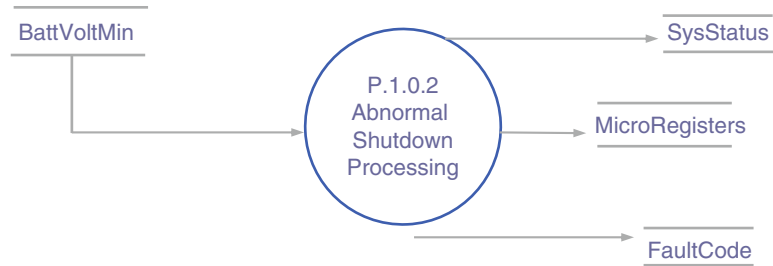 BattVoltMin
SysStatus
P.1.0.2
Abnormal
Shutdown
Processing
MicroRegisters
FaultCode